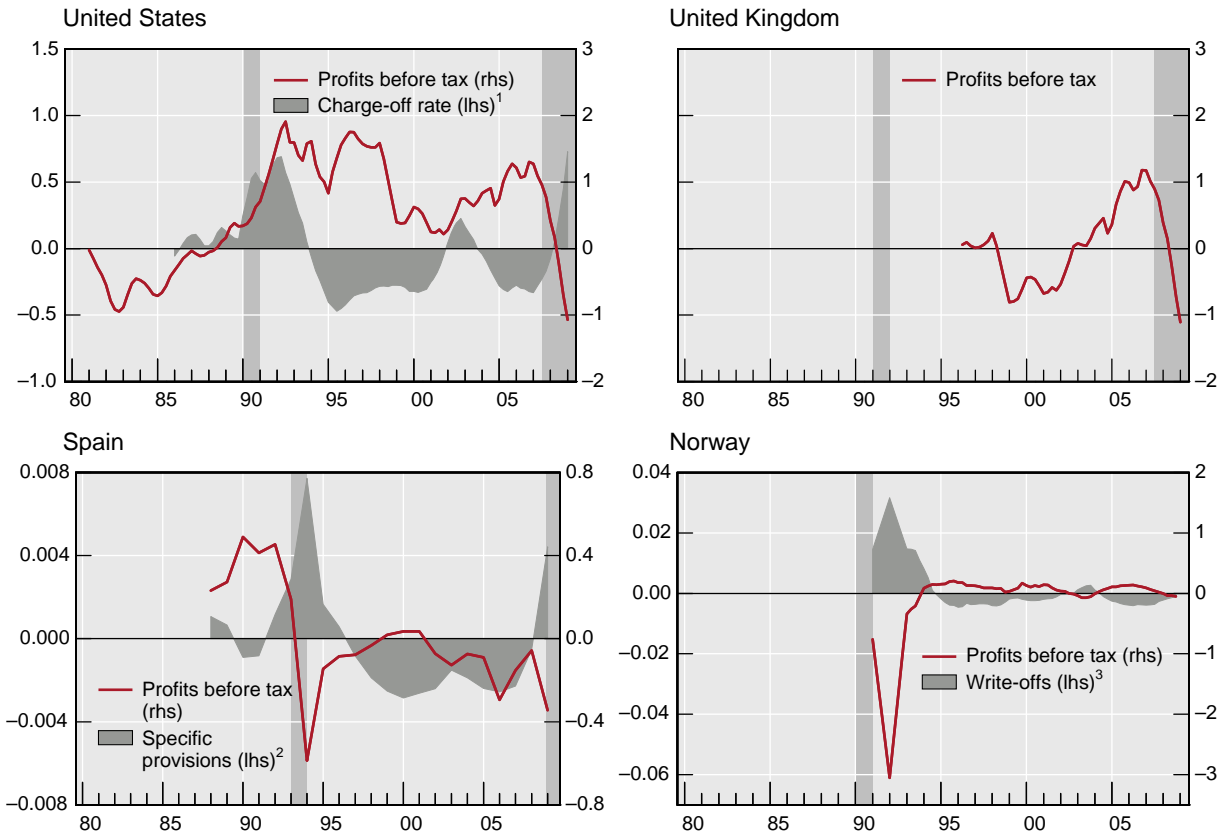 United States
1.5
1.0
0.5
0.0
−0.5
−1.0
3
2
1
0
−1
−2
Profits before tax (rhs)
Charge-off rate (lhs)1
80 85 90 95 00 05
United Kingdom
3
2
1
0
−1
−2
Profits before tax
80 85 90 95 00 05
Spain
0.008
0.004
0.000
−0.004
−0.008
0.8
0.4
0.0
−0.4
−0.8
Profits before tax
(rhs)
Specific
provisions (lhs)2
80 85 90 95 00 05
Norway
0.04
0.02
0.00
−0.02
−0.04
−0.06
2
1
0
−1
−2
−3
Profits before tax (rhs)
Write-offs (lhs)3
80 85 90 95 00 05